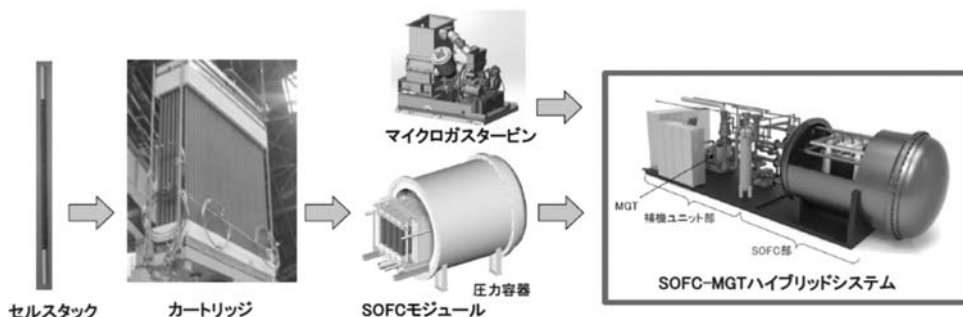 マイクロガスタービン
MGT
補機ユニット部
SOFC部
圧力容器
セルスタック
カートリッジ
SOFCモジュール
SOFC-MGTハイブリッドシステム